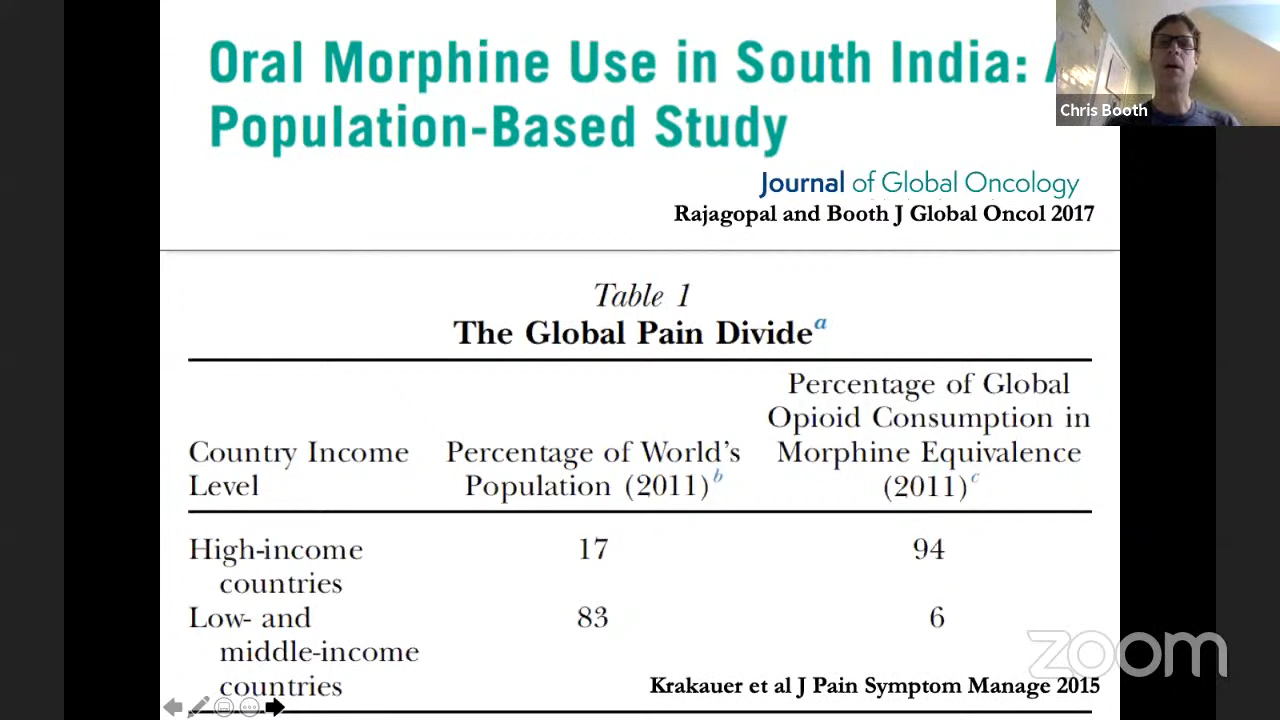 Oral Morphine Use in South India: A
Population-Based Study
Chris Booth
Journal of Global Oncology
Rajagopal and Booth J Global Oncol 2017
Table 1
The Global Pain Divideᵃ
Country Income Level
Percentage of World's Population (2011)ᵇ
Percentage of Global Opioid Consumption in Morphine Equivalence (2011)ᶜ
High-income countries
17
94
Low- and middle-income countries
83
6
zoom
Krakauer et al J Pain Symptom Manage 2015